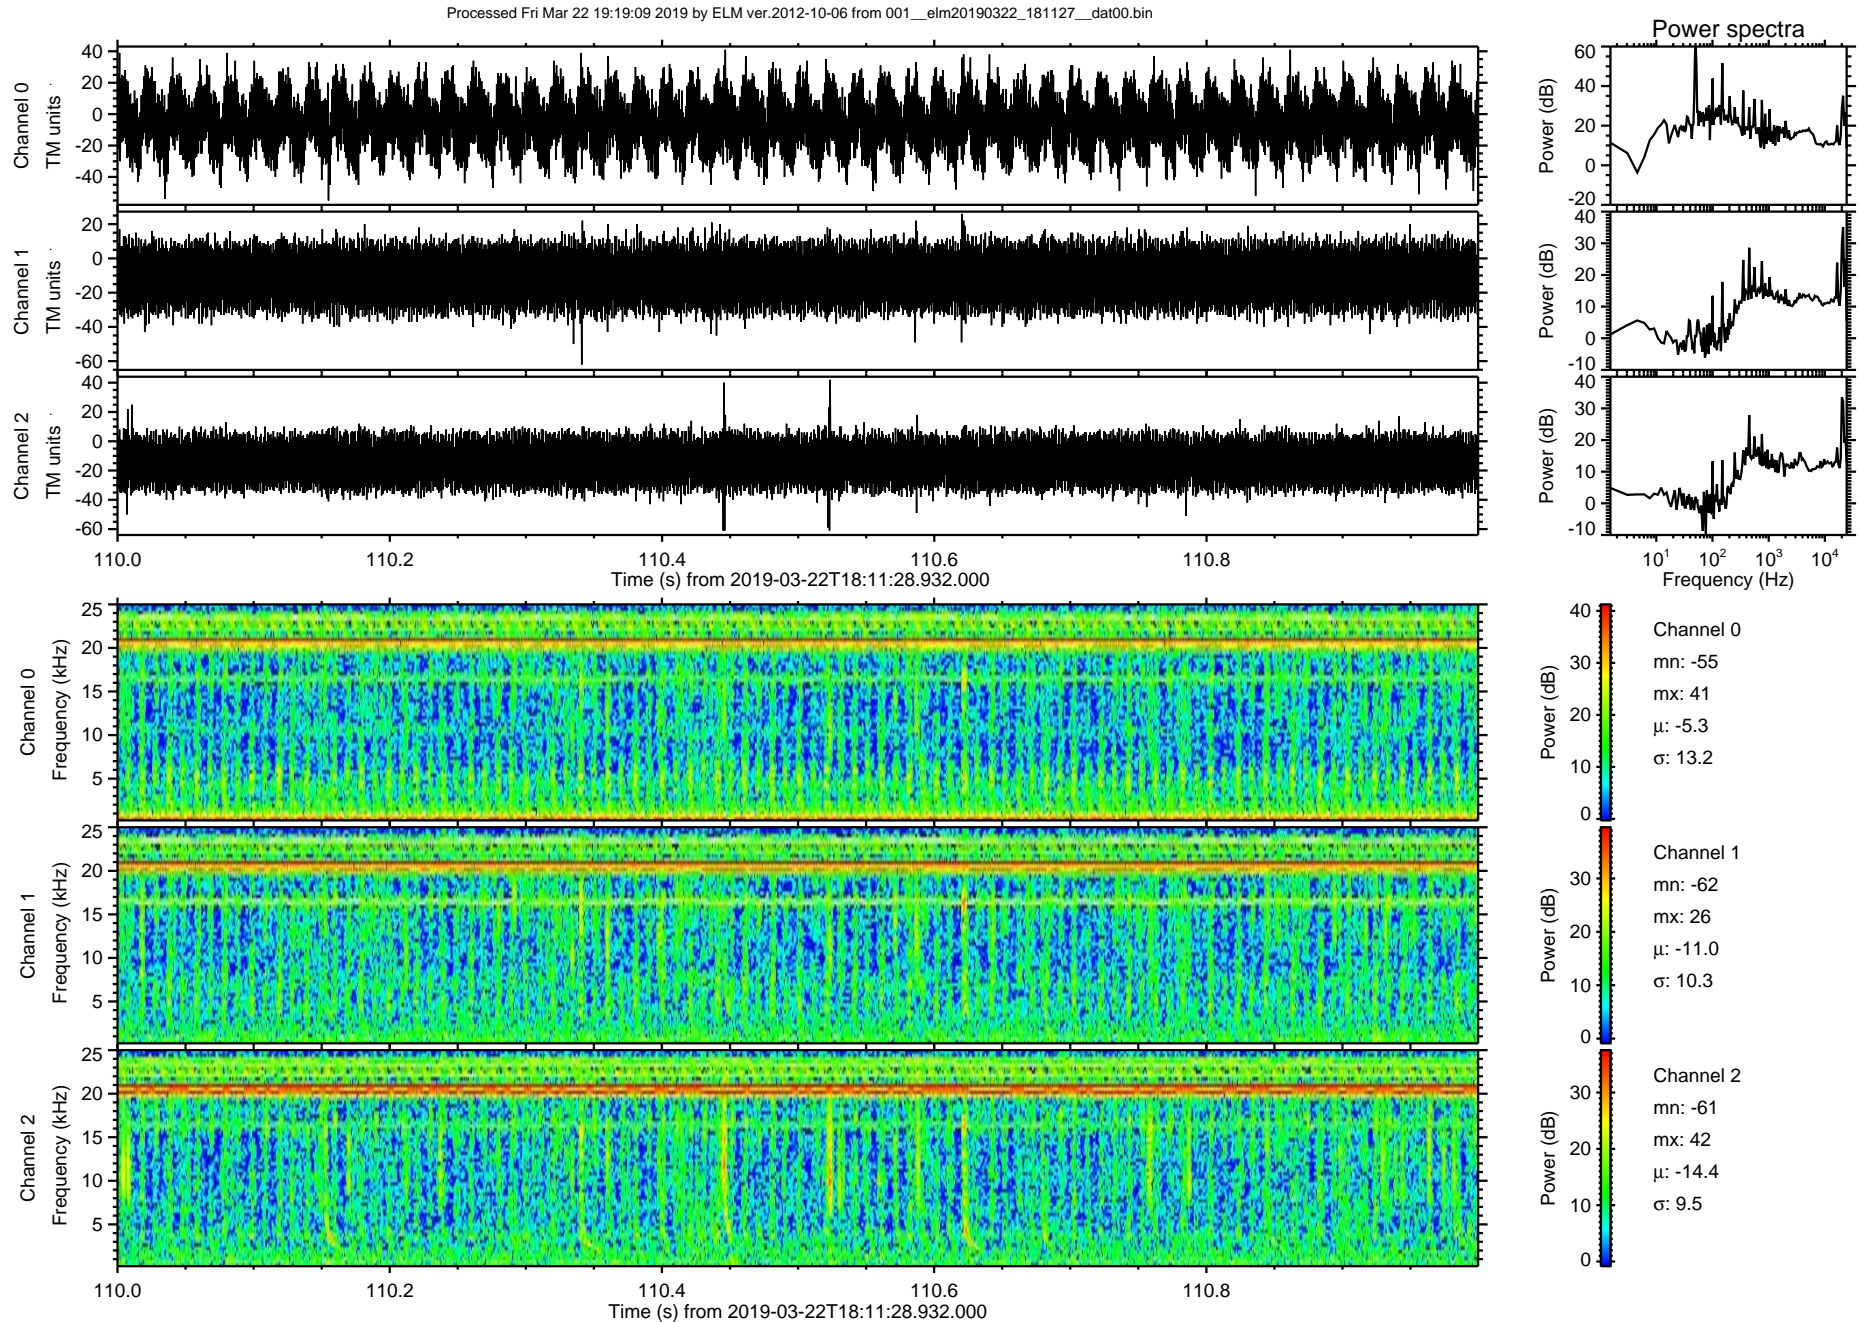 Processed Fri Mar 22 19:19:09 2019 by ELM ver.2012-10-06 from 001__elm20190322_181127__dat00.bin
Power spectra
Channel 0
TM units
40
20
0
-20
-40
Power (dB)
60
40
20
0
-20
Channel 1
TM units
20
0
-20
-40
-60
Power (dB)
40
30
20
10
0
-10
Channel 2
TM units
40
20
0
-20
-40
-60
Power (dB)
40
30
20
10
0
-10
110.0 110.2 110.4 110.6 110.8
Time (s) from 2019-03-22T18:11:28.932.000
10¹ 10² 10³ 10⁴
Frequency (Hz)
Channel 0
Frequency (kHz)
25
20
15
10
5
Power (dB)
40
30
20
10
0
Channel 0
mn: -55
mx: 41
μ: -5.3
σ: 13.2
Channel 1
Frequency (kHz)
25
20
15
10
5
Power (dB)
30
20
10
0
Channel 1
mn: -62
mx: 26
μ: -11.0
σ: 10.3
Channel 2
Frequency (kHz)
25
20
15
10
5
Power (dB)
30
20
10
0
Channel 2
mn: -61
mx: 42
μ: -14.4
σ: 9.5
110.0 110.2 110.4 110.6 110.8
Time (s) from 2019-03-22T18:11:28.932.000